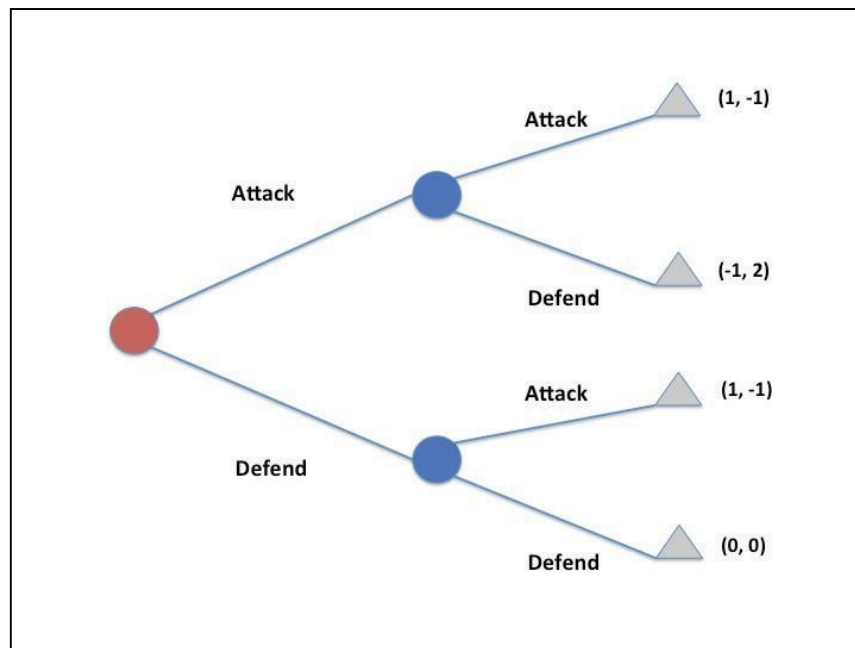 Attack
(1, -1)
Attack
Defend
(-1, 2)
Defend
Attack
(1, -1)
Defend
(0, 0)